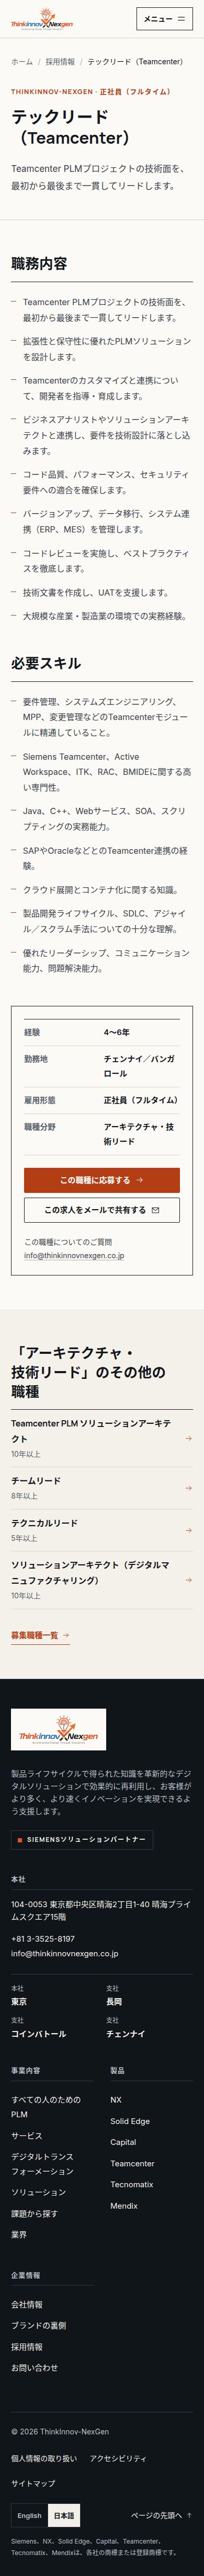 ThinkinnovNexgen
メニュー
ホーム / 採用情報 / テックリード（Teamcenter）
THINKINNOV-NEXGEN · 正社員（フルタイム）
テックリード
（Teamcenter）
Teamcenter PLMプロジェクトの技術面を、
最初から最後まで一貫してリードします。
職務内容
Teamcenter PLMプロジェクトの技術面を、
最初から最後まで一貫してリードします。
拡張性と保守性に優れたPLMソリューション
を設計します。
Teamcenterのカスタマイズと連携につい
て、開発者を指導・育成します。
ビジネスアナリストやソリューションアーキ
テクトと連携し、要件を技術設計に落とし込
みます。
コード品質、パフォーマンス、セキュリティ
要件への適合を確保します。
バージョンアップ、データ移行、システム連
携（ERP、MES）を管理します。
コードレビューを実施し、ベストプラクティ
スを徹底します。
技術文書を作成し、UATを支援します。
大規模な産業・製造業の環境での実務経験。
必要スキル
要件管理、システムズエンジニアリング、
MPP、変更管理などのTeamcenterモジュー
ルに精通していること。
Siemens Teamcenter、Active
Workspace、ITK、RAC、BMIDEに関する高
い専門性。
Java、C++、Webサービス、SOA、スクリ
プティングの実務能力。
SAPやOracleなどとのTeamcenter連携の経
験。
クラウド展開とコンテナ化に関する知識。
製品開発ライフサイクル、SDLC、アジャイ
ル／スクラム手法についての十分な理解。
優れたリーダーシップ、コミュニケーション
能力、問題解決能力。
経験 4〜6年
勤務地 チェンナイ／バンガ
ロール
雇用形態 正社員（フルタイム）
職種分野 アーキテクチャ・技
術リード
この職種に応募する →
この求人をメールで共有する
この職種についてのご質問
info@thinkinnovnexgen.co.jp
「アーキテクチャ・
技術リード」のその他の
職種
Teamcenter PLM ソリューションアーキテ
クト
10年以上
→
チームリード
8年以上
→
テクニカルリード
5年以上
→
ソリューションアーキテクト（デジタルマ
ニュファクチャリング）
10年以上
→
募集職種一覧 →
ThinkinnovNexgen
製品ライフサイクルで得られた知識を革新的なデジ
タルソリューションで効果的に再利用し、お客様が
より多く、より速くイノベーションを実現できるよ
う支援します。
SIEMENSソリューションパートナー
本社
104-0053 東京都中央区晴海2丁目1-40 晴海プライ
ムスクエア15階
+81 3-3525-8197
info@thinkinnovnexgen.co.jp
本社 支社
東京 長岡
支社 支社
コインバトール チェンナイ
事業内容
すべての人のための
PLM
サービス
デジタルトランス
フォーメーション
ソリューション
課題から探す
業界
製品
NX
Solid Edge
Capital
Teamcenter
Tecnomatix
Mendix
企業情報
会社情報
ブランドの裏側
採用情報
お問い合わせ
© 2026 ThinkInnov-NexGen
個人情報の取り扱い アクセシビリティ
サイトマップ
English 日本語 ページの先頭へ ↑
Siemens、NX、Solid Edge、Capital、Teamcenter、
Tecnomatix、Mendixは、各社の商標または登録商標です。